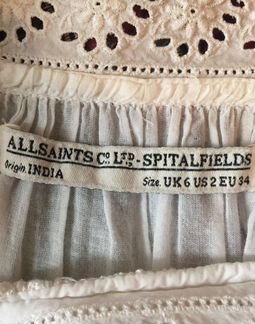 ALLSAINTS Co LTD.-SPITALFIELDS
Origin. INDIA Size. UK 6 US 2 EU 34